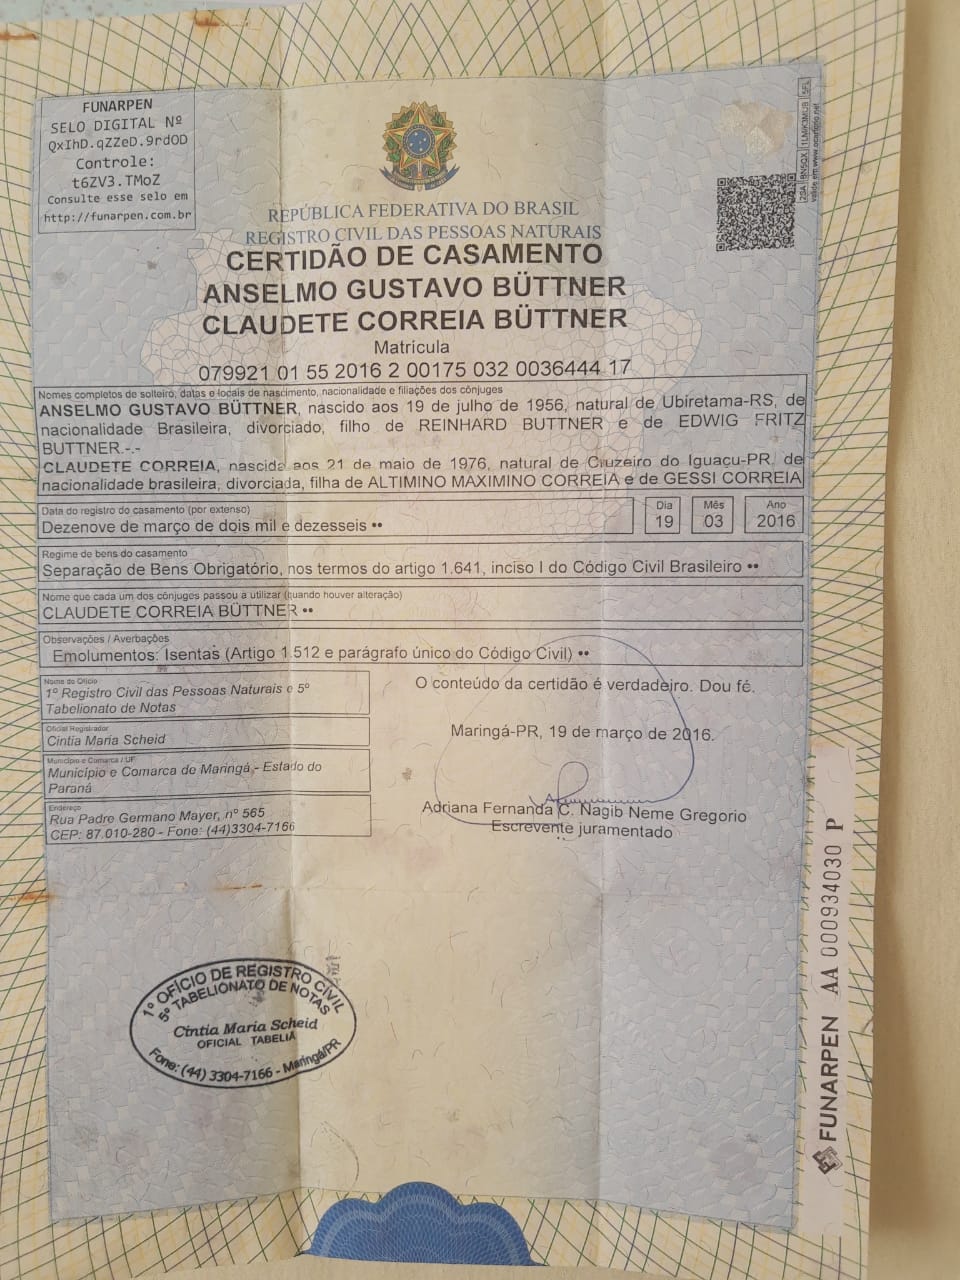 FUNARPEN
SELO DIGITAL Nº
QxIhD.qZZeD.9rdOD
Controle:
t6ZV3.TMoZ
Consulte esse selo em
http://funarpen.com.br
REPÚBLICA FEDERATIVA DO BRASIL
REGISTRO CIVIL DAS PESSOAS NATURAIS
CERTIDÃO DE CASAMENTO
ANSELMO GUSTAVO BÜTTNER
CLAUDETE CORREIA BÜTTNER
Matricula
079921 01 55 2016 2 00175 032 0036444 17
Nomes completos de solteiro, datas e locais de nascimento, nacionalidade e filiações dos cônjuges
ANSELMO GUSTAVO BÜTTNER, nascido aos 19 de julho de 1956, natural de Ubiretama-RS, de
nacionalidade Brasileira, divorciado, filho de REINHARD BUTTNER e de EDWIG FRITZ
BUTTNER.-.-
CLAUDETE CORREIA, nascida aos 21 de maio de 1976, natural de Cruzeiro do Iguaçu-PR, de
nacionalidade brasileira, divorciada, filha de ALTIMINO MAXIMINO CORREIA e de GESSI CORREIA
Data do registro do casamento (por extenso)
Dezenove de março de dois mil e dezesseis ••
Dia
19
Mês
03
Ano
2016
Regime de bens do casamento
Separação de Bens Obrigatório, nos termos do artigo 1.641, inciso I do Código Civil Brasileiro ••
Nome que cada um dos cônjuges passou a utilizar (quando houver alteração)
CLAUDETE CORREIA BÜTTNER ••
Observações / Averbações
Emolumentos: Isentas (Artigo 1.512 e parágrafo único do Código Civil) ••
Nome do Ofício
1º Registro Civil das Pessoas Naturais e 5º
Tabelionato de Notas
Oficial Registrador
Cintia Maria Scheid
Município e Comarca / UF
Município e Comarca de Maringá - Estado do
Paraná
Endereço
Rua Padre Germano Mayer, nº 565
CEP: 87.010-280 - Fone: (44)3304-7166
O conteúdo da certidão é verdadeiro. Dou fé.
Maringá-PR, 19 de março de 2016.
Adriana Fernanda C. Nagib Neme Gregorio
Escrevente juramentado
1º OFÍCIO DE REGISTRO CIVIL
5º TABELIONATO DE NOTAS
Cíntia Maria Scheid
OFICIAL TABELIÃ
Fone: (44) 3304-7166 - Maringá/PR
FUNARPEN AA 000934030 P